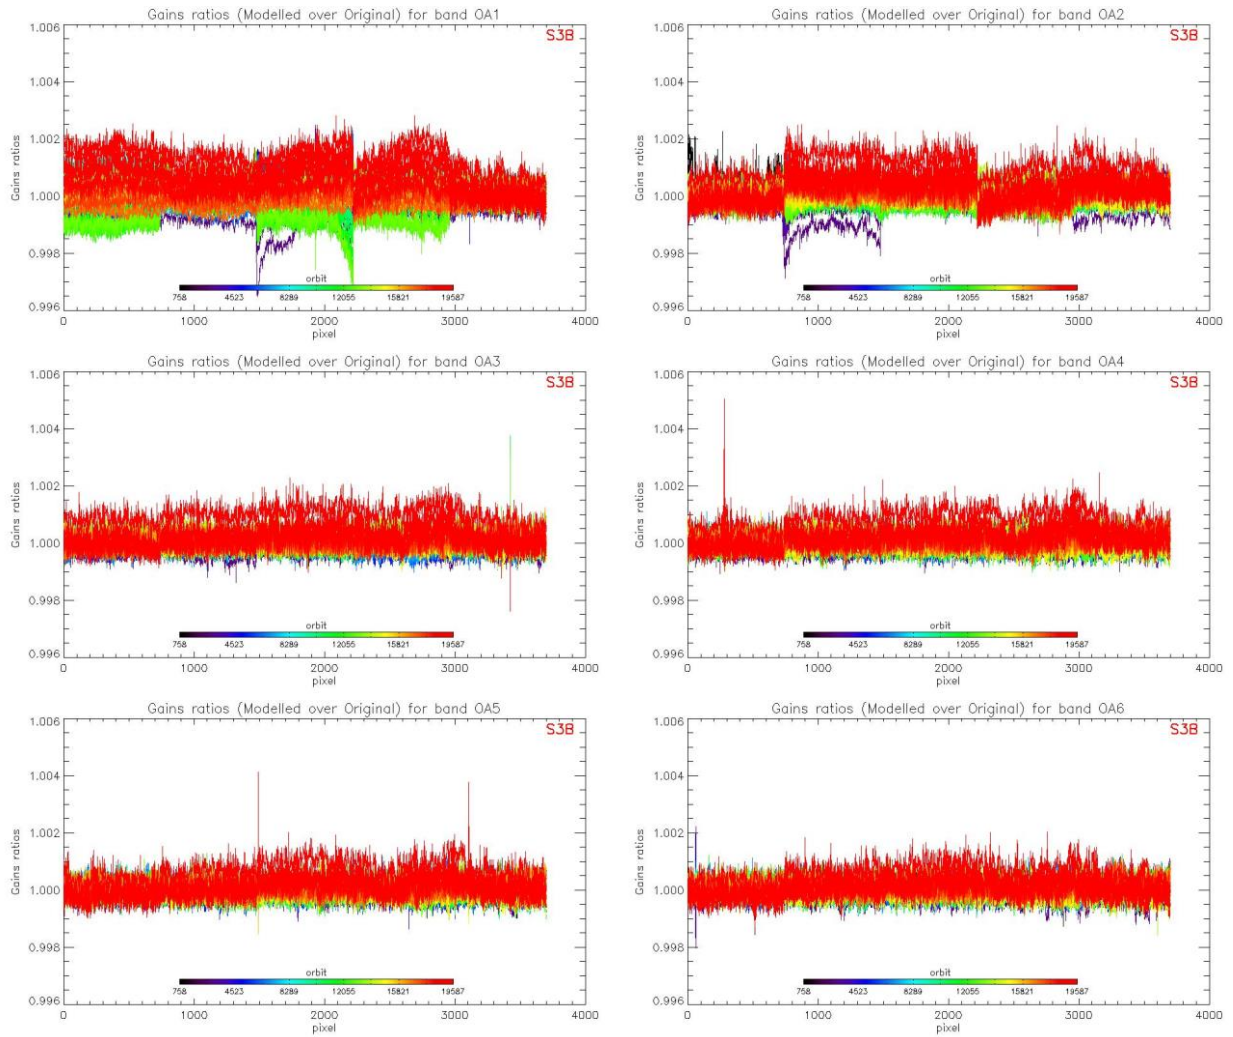 Gains ratios (Modelled over Original) for band OA1
S3B
1.006
1.004
1.002
1.000
0.998
0.996
Gains ratios
orbit
758 4523 8289 12055 15821 19587
0 1000 2000 3000 4000
pixel
Gains ratios (Modelled over Original) for band OA2
S3B
1.006
1.004
1.002
1.000
0.998
0.996
Gains ratios
orbit
758 4523 8289 12055 15821 19587
0 1000 2000 3000 4000
pixel
Gains ratios (Modelled over Original) for band OA3
S3B
1.006
1.004
1.002
1.000
0.998
0.996
Gains ratios
orbit
758 4523 8289 12055 15821 19587
0 1000 2000 3000 4000
pixel
Gains ratios (Modelled over Original) for band OA4
S3B
1.006
1.004
1.002
1.000
0.998
0.996
Gains ratios
orbit
758 4523 8289 12055 15821 19587
0 1000 2000 3000 4000
pixel
Gains ratios (Modelled over Original) for band OA5
S3B
1.006
1.004
1.002
1.000
0.998
0.996
Gains ratios
orbit
758 4523 8289 12055 15821 19587
0 1000 2000 3000 4000
pixel
Gains ratios (Modelled over Original) for band OA6
S3B
1.006
1.004
1.002
1.000
0.998
0.996
Gains ratios
orbit
758 4523 8289 12055 15821 19587
0 1000 2000 3000 4000
pixel